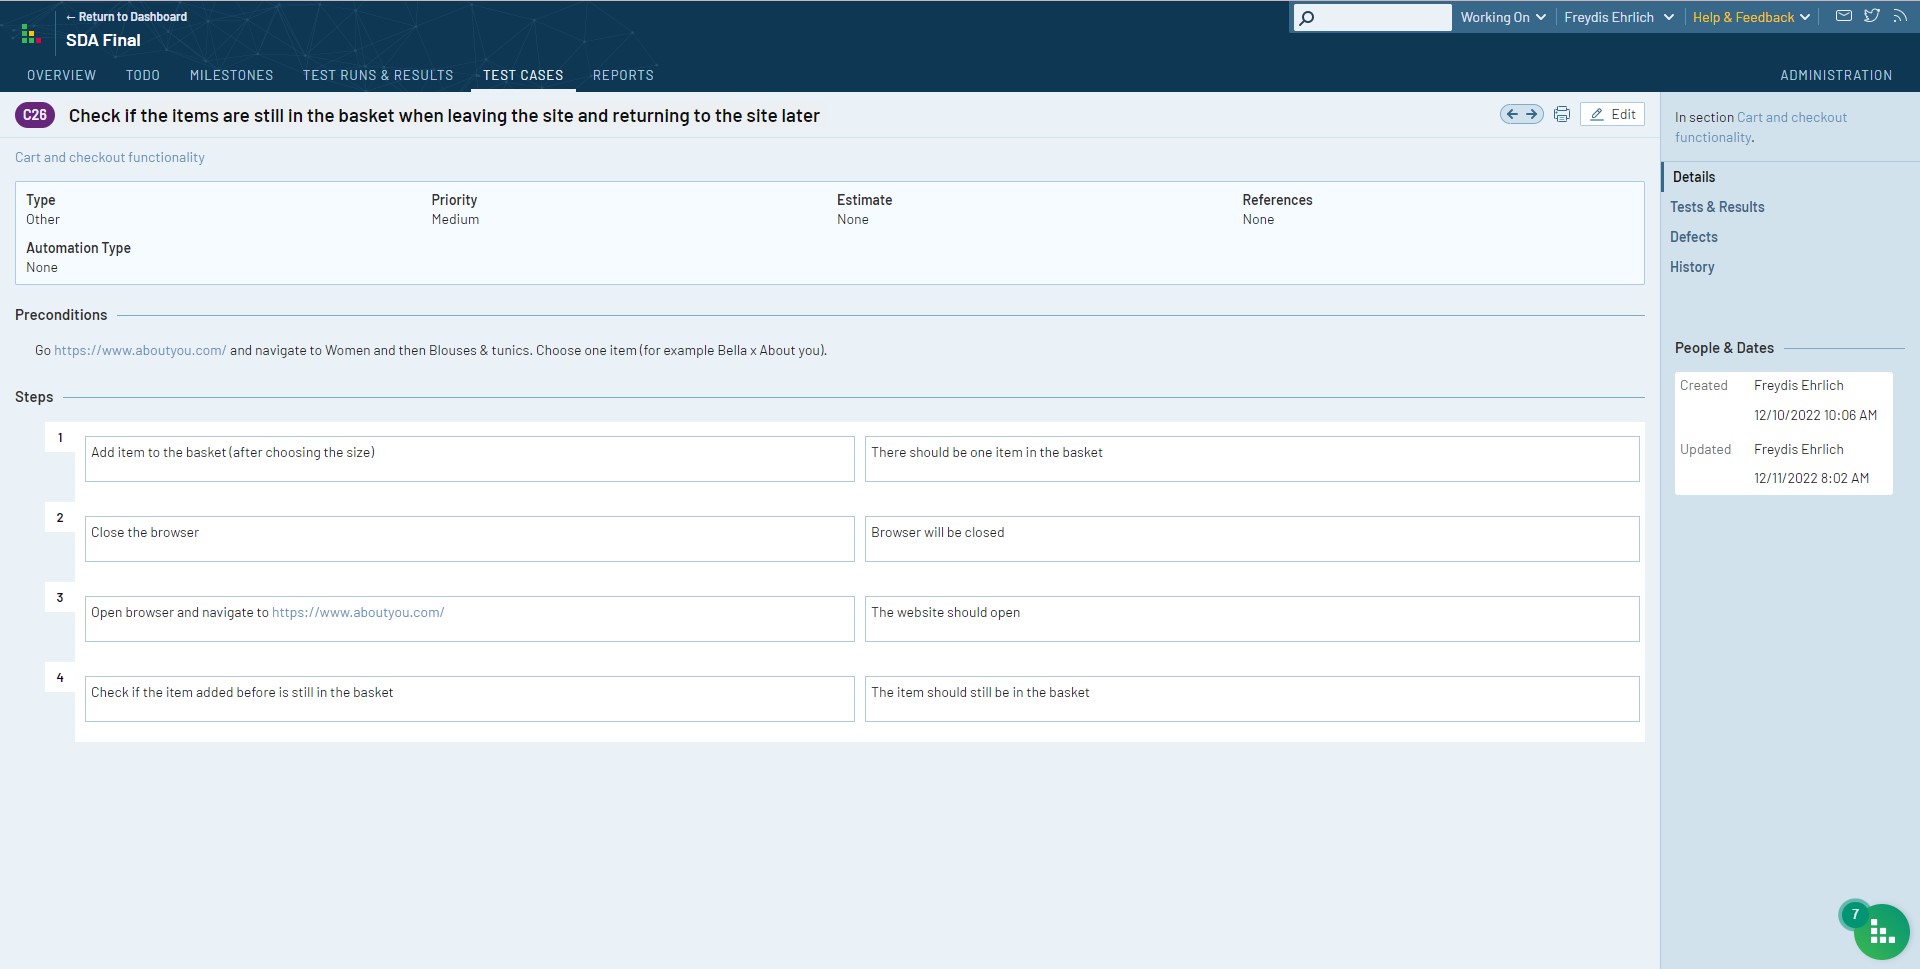 ← Return to Dashboard
SDA Final
Working On
Freydis Ehrlich
Help & Feedback
OVERVIEW
TODO
MILESTONES
TEST RUNS & RESULTS
TEST CASES
REPORTS
ADMINISTRATION
C26
Check if the items are still in the basket when leaving the site and returning to the site later
Edit
Cart and checkout functionality
Type
Other
Priority
Medium
Estimate
None
References
None
Automation Type
None
Preconditions
Go https://www.aboutyou.com/ and navigate to Women and then Blouses & tunics. Choose one item (for example Bella x About you).
Steps
1
Add item to the basket (after choosing the size)
There should be one item in the basket
2
Close the browser
Browser will be closed
3
Open browser and navigate to https://www.aboutyou.com/
The website should open
4
Check if the item added before is still in the basket
The item should still be in the basket
In section Cart and checkout
functionality.
Details
Tests & Results
Defects
History
People & Dates
Created Freydis Ehrlich
12/10/2022 10:06 AM
Updated Freydis Ehrlich
12/11/2022 8:02 AM
7